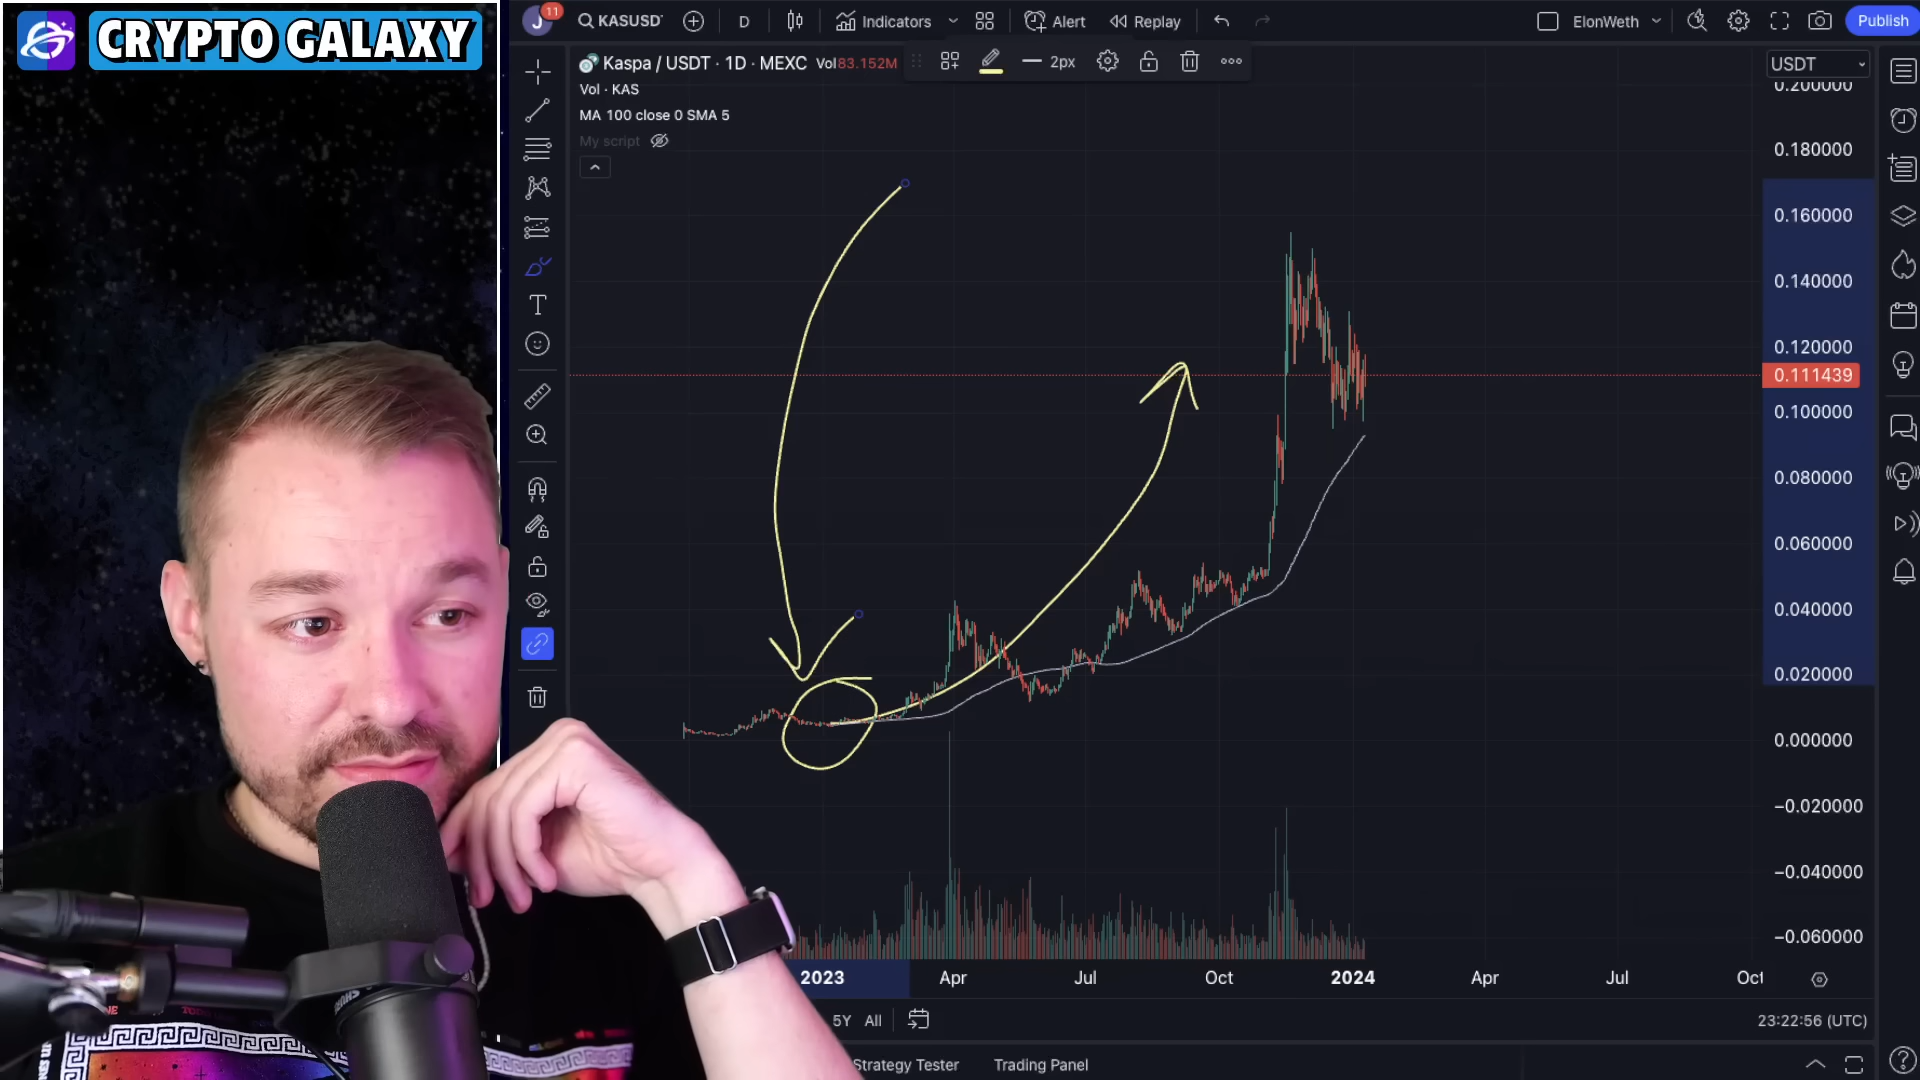 CRYPTO GALAXY
J
11
KASUSDT
D
Indicators
Alert
Replay
ElonWeth
Publish
Kaspa / USDT · 1D · MEXC Vol83.152M
2px
USDT
Vol · KAS
MA 100 close 0 SMA 5
My script
0.200000
0.180000
0.160000
0.140000
0.120000
0.111439
0.100000
0.080000
0.060000
0.040000
0.020000
0.000000
−0.020000
−0.040000
−0.060000
2023
Apr
Jul
Oct
2024
Apr
Jul
Oct
5Y
All
23:22:56 (UTC)
Strategy Tester
Trading Panel